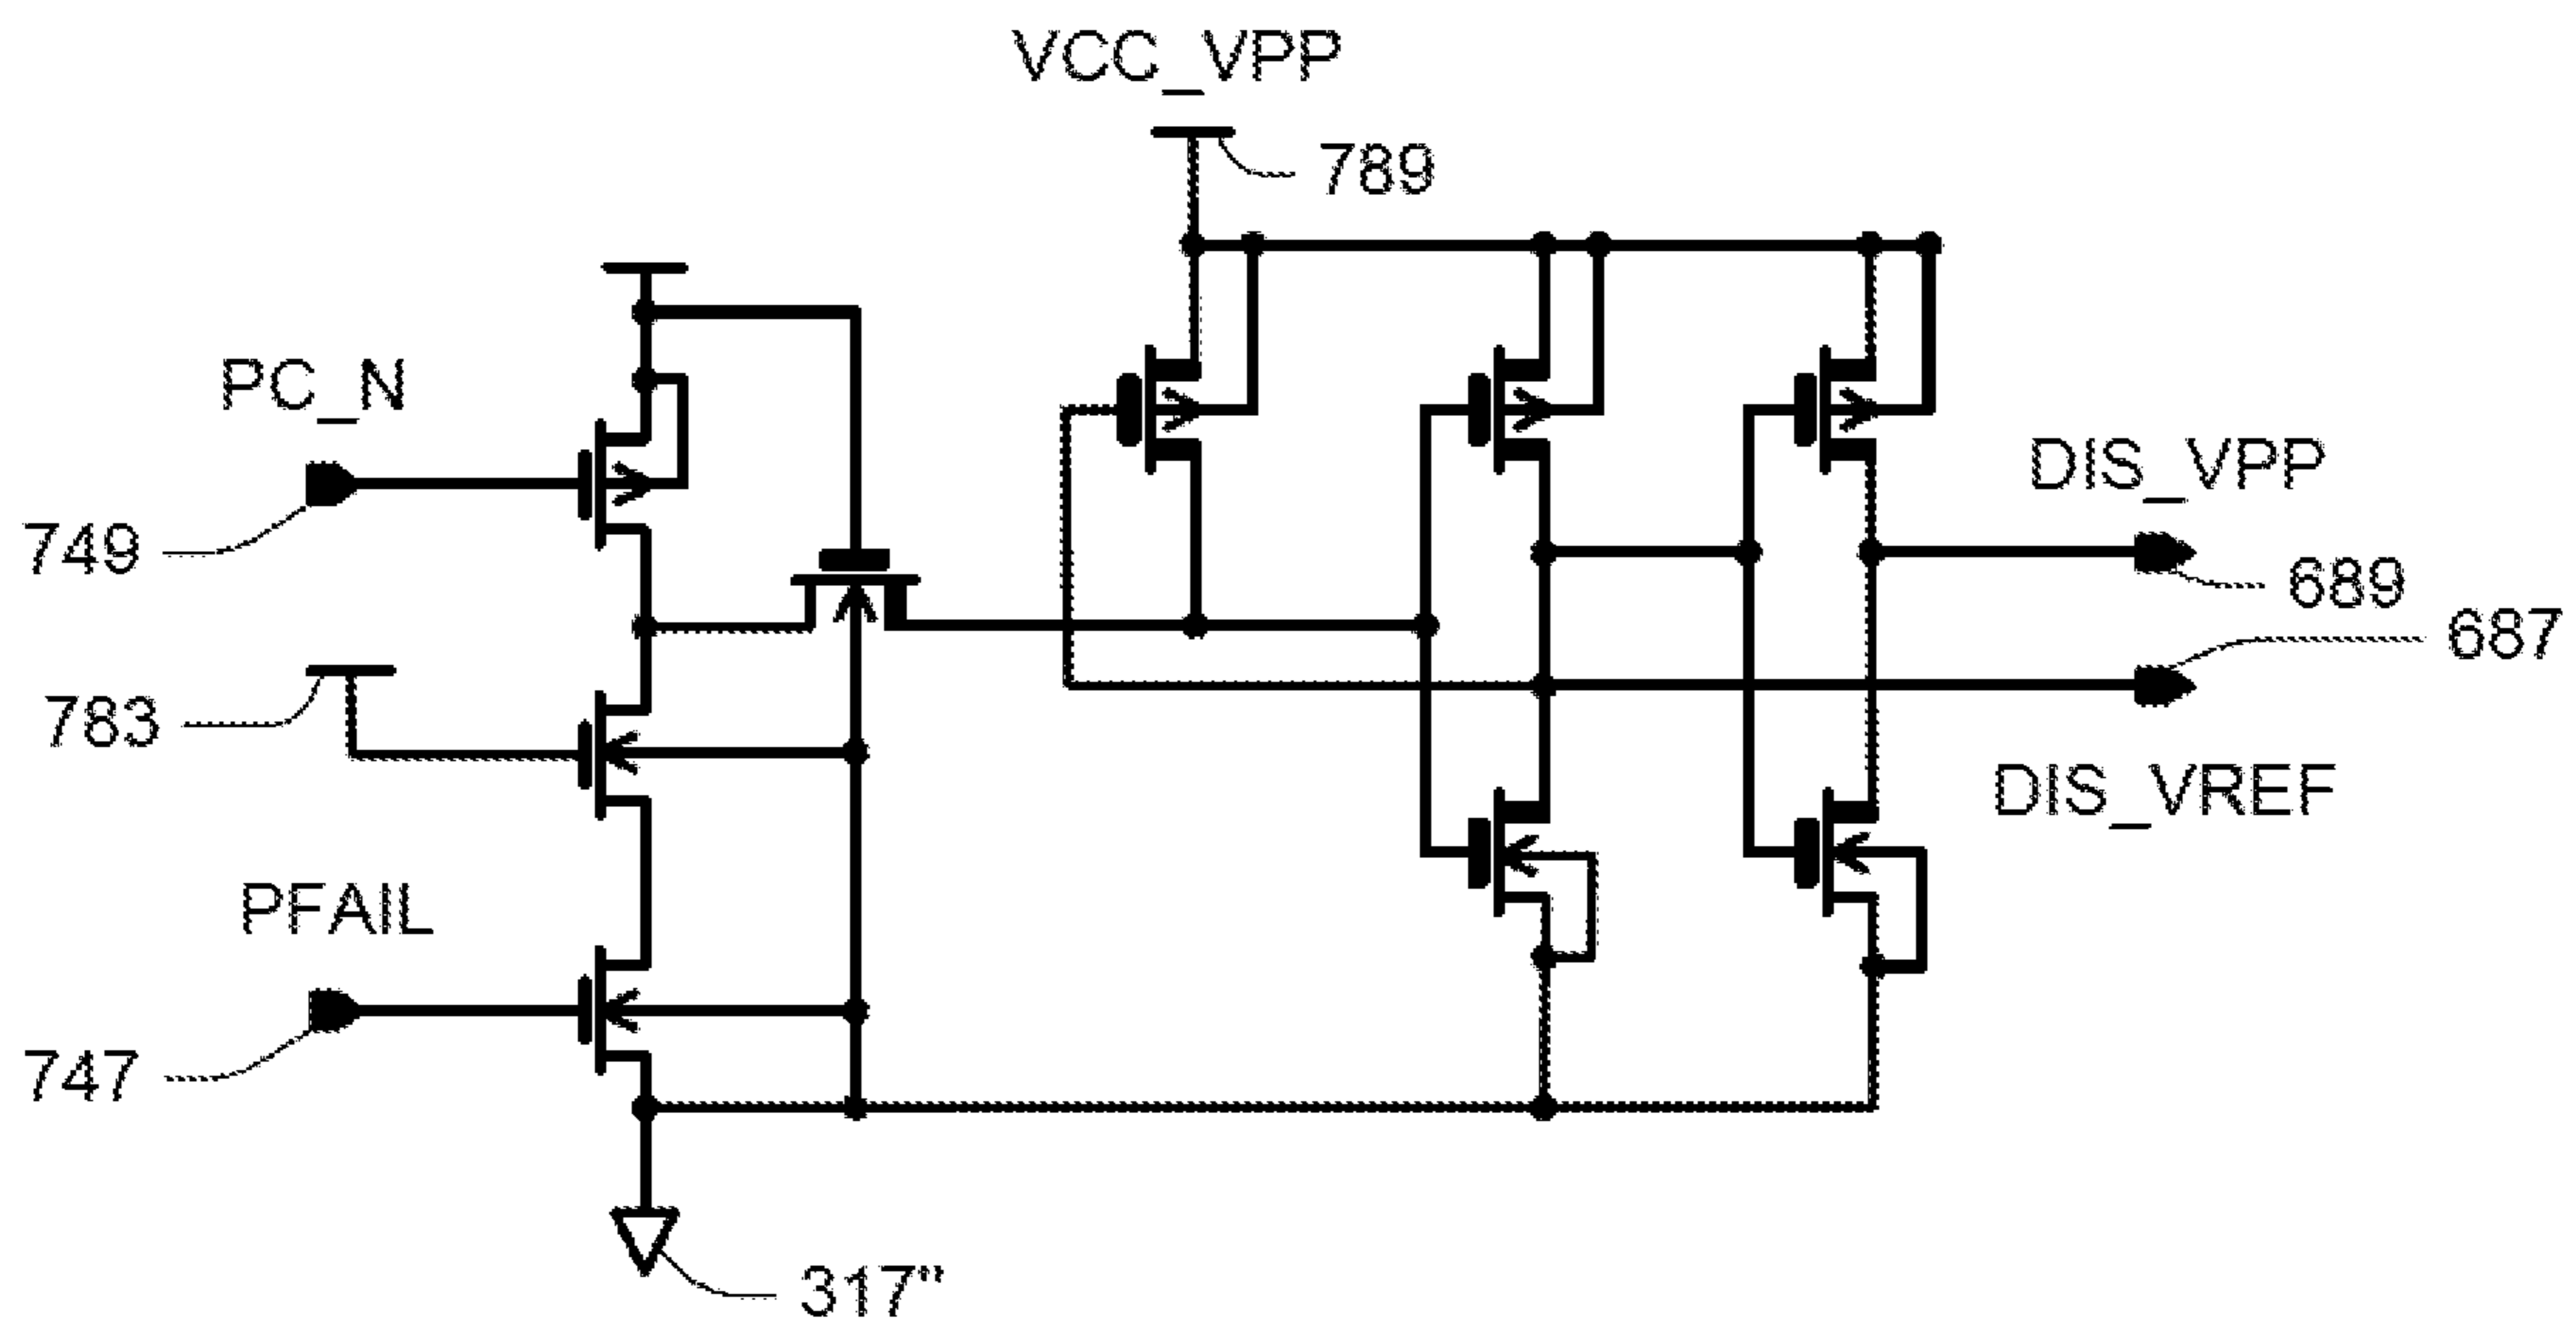 VCC_VPP
789
PC_N
749
DIS_VPP
689
687
783
DIS_VREF
PFAIL
747
317"